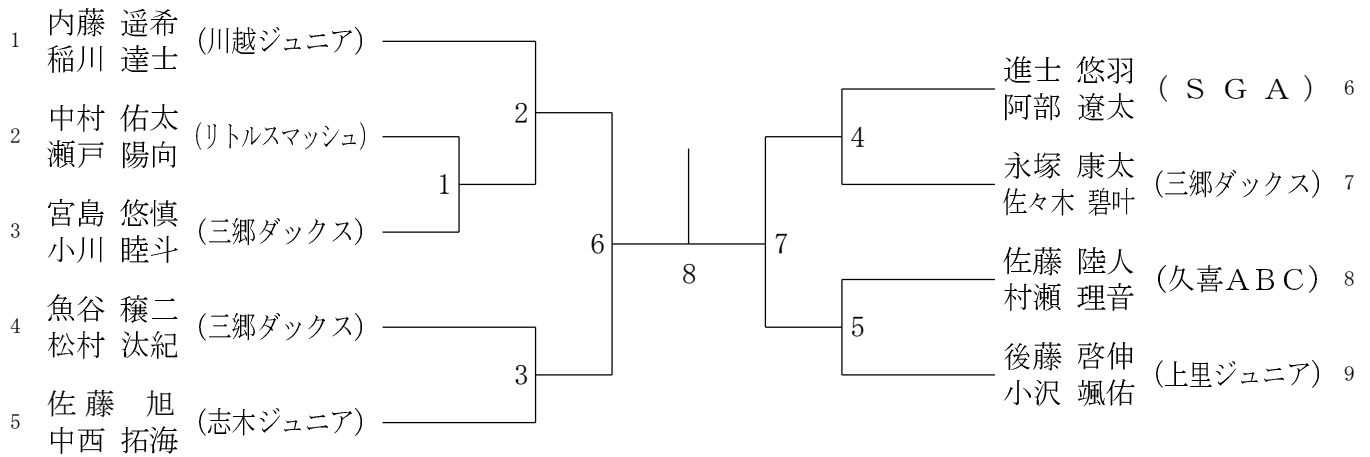 1 内藤 遥希 (川越ジュニア)
稲川 達士
2 中村 佑太 (リトルスマッシュ)
瀬戸 陽向
3 宮島 悠慎 (三郷ダックス)
小川 睦斗
4 魚谷 穣二 (三郷ダックス)
松村 汰紀
5 佐藤 旭 (志木ジュニア)
中西 拓海
2
1
3
6
8
7
4
5
進士 悠羽 (SGA) 6
阿部 遼太
永塚 康太 (三郷ダックス) 7
佐々木 碧叶
佐藤 陸人 (久喜ABC) 8
村瀬 理音
後藤 啓伸 (上里ジュニア) 9
小沢 颯佑